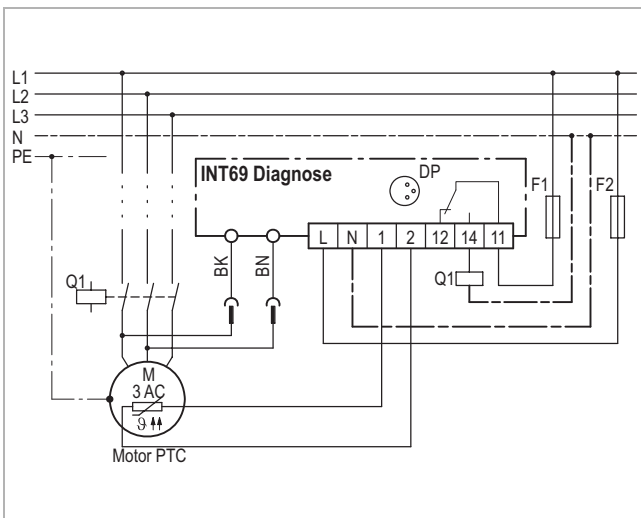 L1
L2
L3
N
PE
INT69 Diagnose
DP
F1
F2
L N 1 2 12 14 11
BK
BN
Q1
Q1
M
3 AC
ϑ
Motor PTC